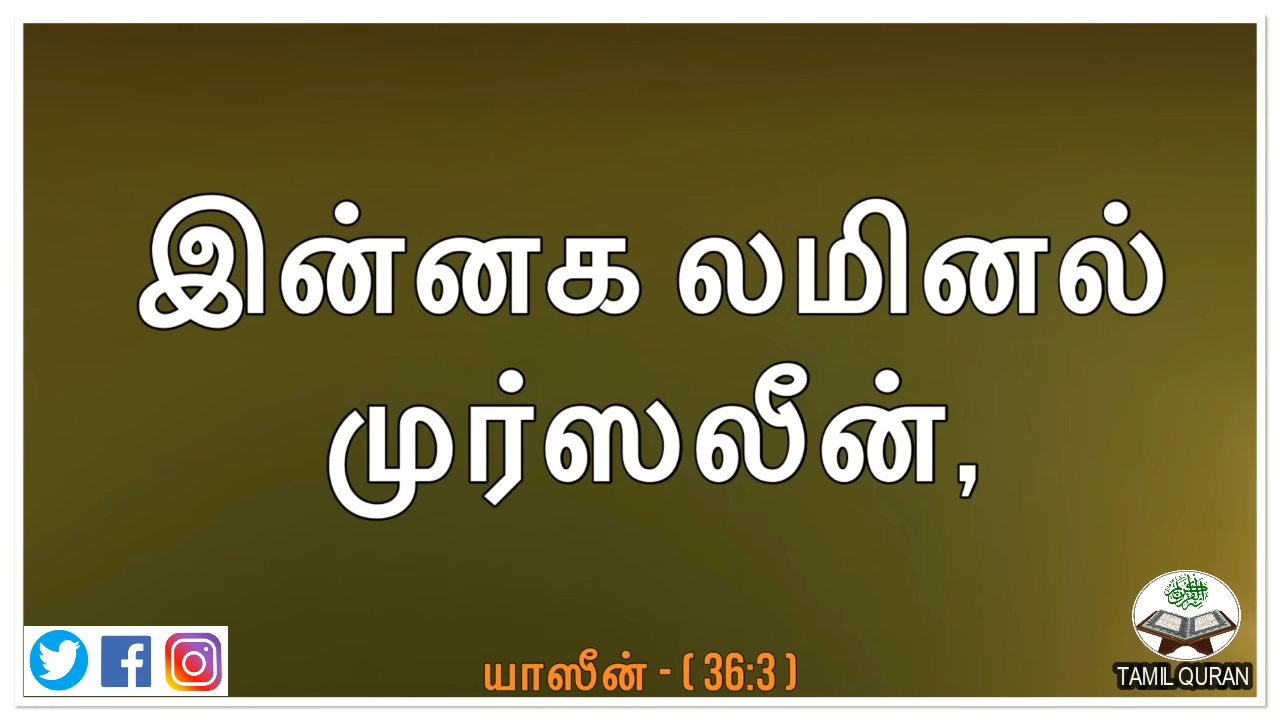 இன்னக லமினல்
முர்ஸலீன்,
யாஸீன் - ( 36:3 )
TAMIL QURAN